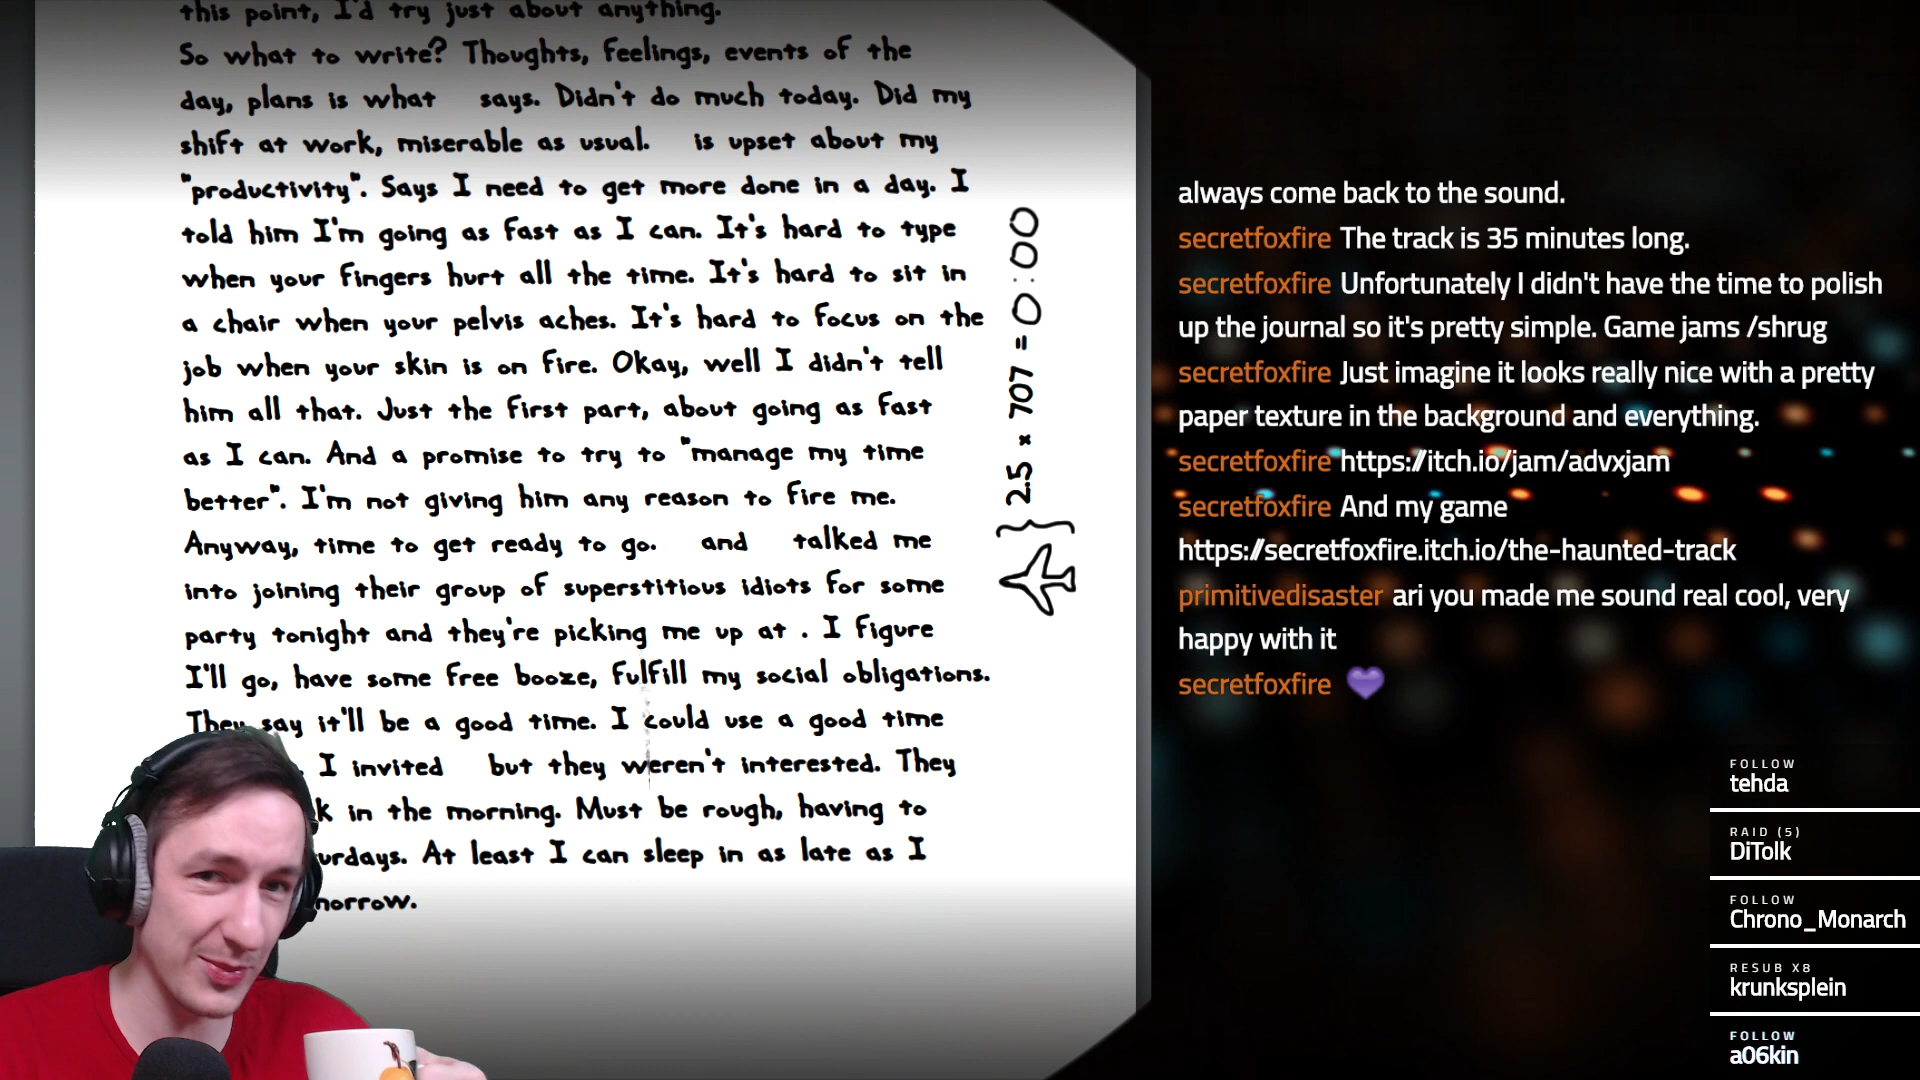 this point, I'd try just about anything.
So what to write? Thoughts, feelings, events of the
day, plans is what says. Didn't do much today. Did my
shift at work, miserable as usual. is upset about my
"productivity". Says I need to get more done in a day. I
told him I'm going as fast as I can. It's hard to type
when your fingers hurt all the time. It's hard to sit in
a chair when your pelvis aches. It's hard to focus on the
job when your skin is on fire. Okay, well I didn't tell
him all that. Just the first part, about going as fast
as I can. And a promise to try to "manage my time
better". I'm not giving him any reason to fire me.
Anyway, time to get ready to go. and talked me
into joining their group of superstitious idiots for some
party tonight and they're picking me up at . I figure
I'll go, have some free booze, fulfill my social obligations.
They say it'll be a good time. I could use a good time
. I invited but they weren't interested. They
k in the morning. Must be rough, having to
urdays. At least I can sleep in as late as I
morrow.
2.5 × 707 = 0:00
always come back to the sound.
secretfoxfire The track is 35 minutes long.
secretfoxfire Unfortunately I didn't have the time to polish
up the journal so it's pretty simple. Game jams /shrug
secretfoxfire Just imagine it looks really nice with a pretty
paper texture in the background and everything.
secretfoxfire https://itch.io/jam/advxjam
secretfoxfire And my game
https://secretfoxfire.itch.io/the-haunted-track
primitivedisaster ari you made me sound real cool, very
happy with it
secretfoxfire 💜
FOLLOW
tehda
RAID (5)
DiTolk
FOLLOW
Chrono_Monarch
RESUB X8
krunksplein
FOLLOW
a06kin